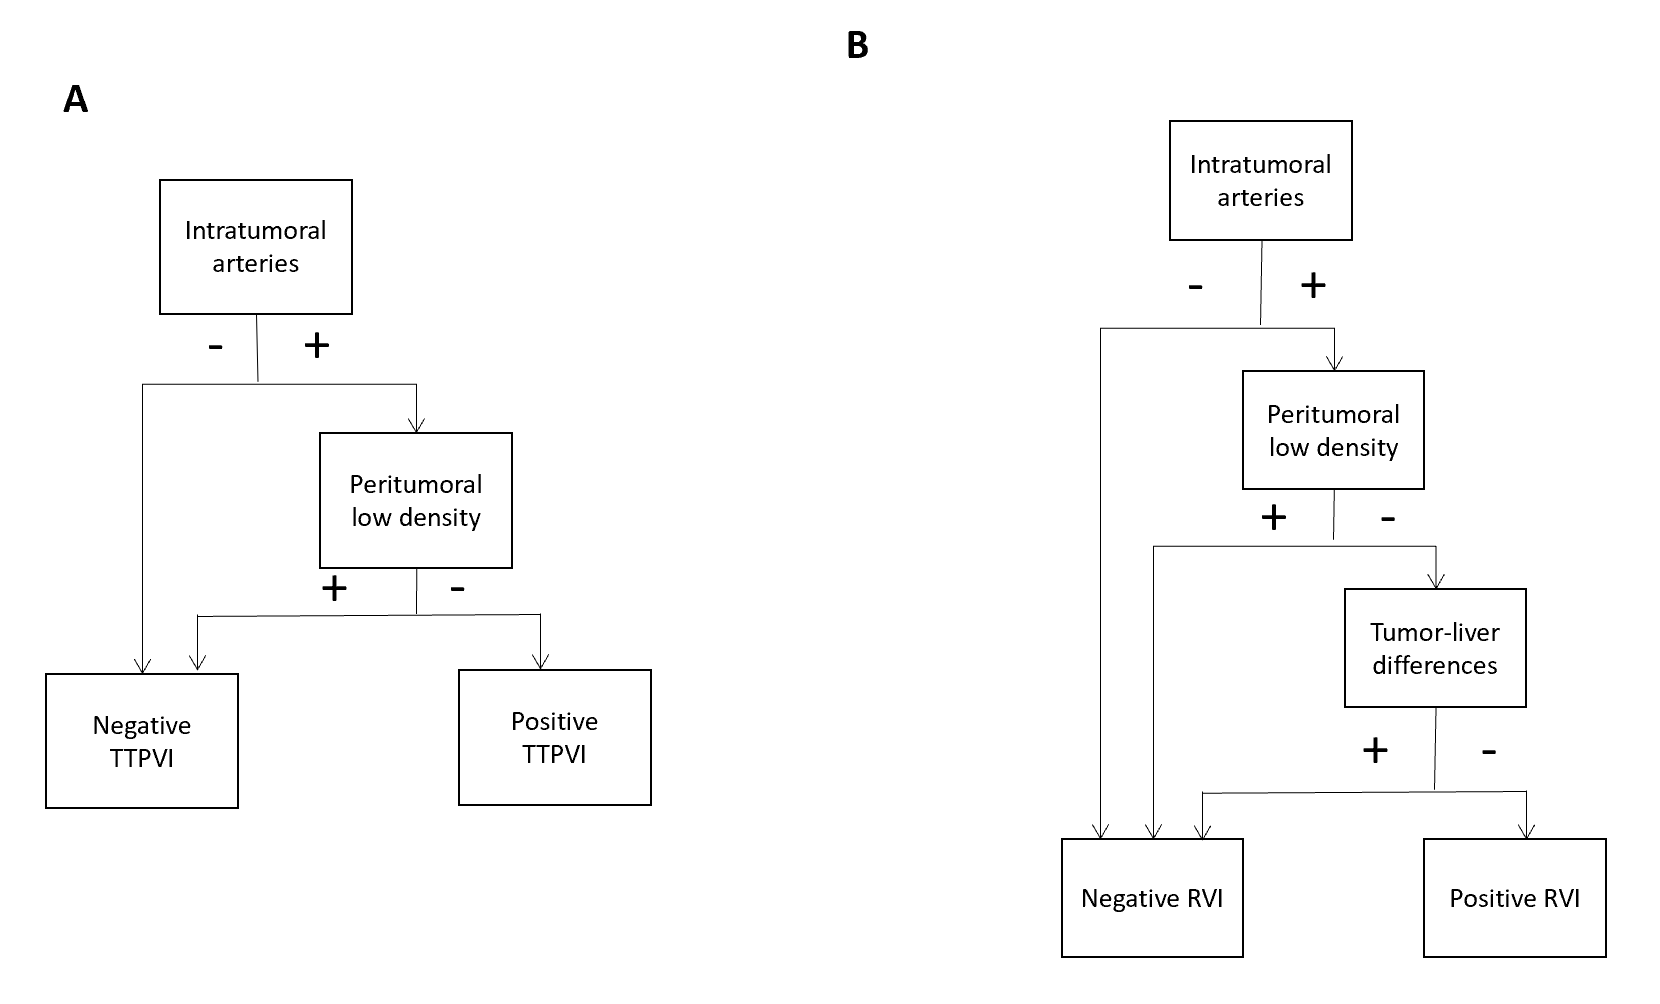 A
Intratumoral
arteries
-
+
Peritumoral
low density
+
-
Negative
TTPVI
Positive
TTPVI
B
Intratumoral
arteries
-
+
Peritumoral
low density
+
-
Tumor-liver
differences
+
-
Negative RVI
Positive RVI